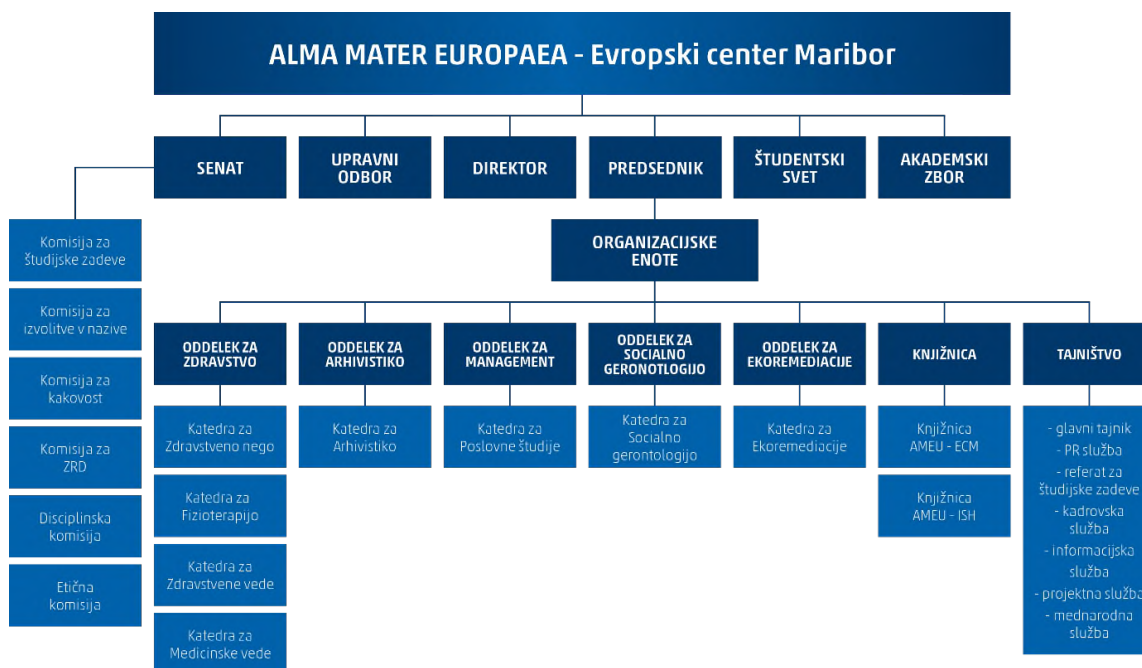 ALMA MATER EUROPAEA - Evropski center Maribor
SENAT
UPRAVNI
ODBOR
DIREKTOR
PREDSEDNIK
ŠTUDENTSKI
SVET
AKADEMSKI
ZBOR
Komisija za
študijske zadeve
Komisija za
izvolitve v nazive
Komisija za
kakovost
Komisija za
ZRD
Disciplinska
komisija
Etična
komisija
ORGANIZACIJSKE
ENOTE
ODDELEK ZA
ZDRAVSTVO
ODDELEK ZA
ARHIVISTIKO
ODDELEK ZA
MANAGEMENT
ODDELEK ZA
SOCIALNO
GERONOTLOGIJO
ODDELEK ZA
EKOREMEDIACIJE
KNJIŽNICA
TAJNIŠTVO
Katedra za
Zdravstveno nego
Katedra za
Fizioterapijo
Katedra za
Zdravstvene vede
Katedra za
Medicinske vede
Katedra za
Arhivistiko
Katedra za
Poslovne študije
Katedra za
Socialno
gerontologijo
Katedra za
Ekoremediacije
Knjižnica
AMEU - ECM
Knjižnica
AMEU - ISH
- glavni tajnik
- PR služba
- referat za
študijske zadeve
- kadrovska
služba
- informacijska
služba
- projektna služba
- mednarodna
služba